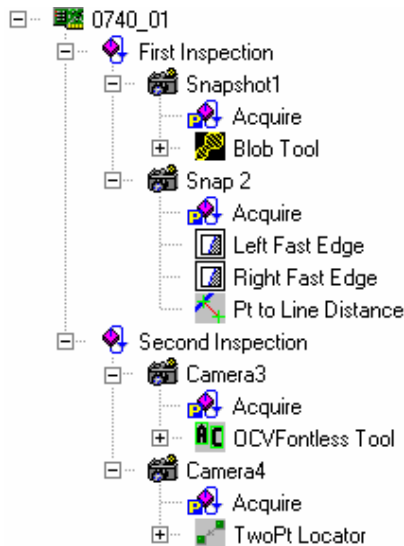 0740_01
First Inspection
Snapshot1
Acquire
Blob Tool
Snap 2
Acquire
Left Fast Edge
Right Fast Edge
Pt to Line Distance
Second Inspection
Camera3
Acquire
OCVFontless Tool
Camera4
Acquire
TwoPt Locator